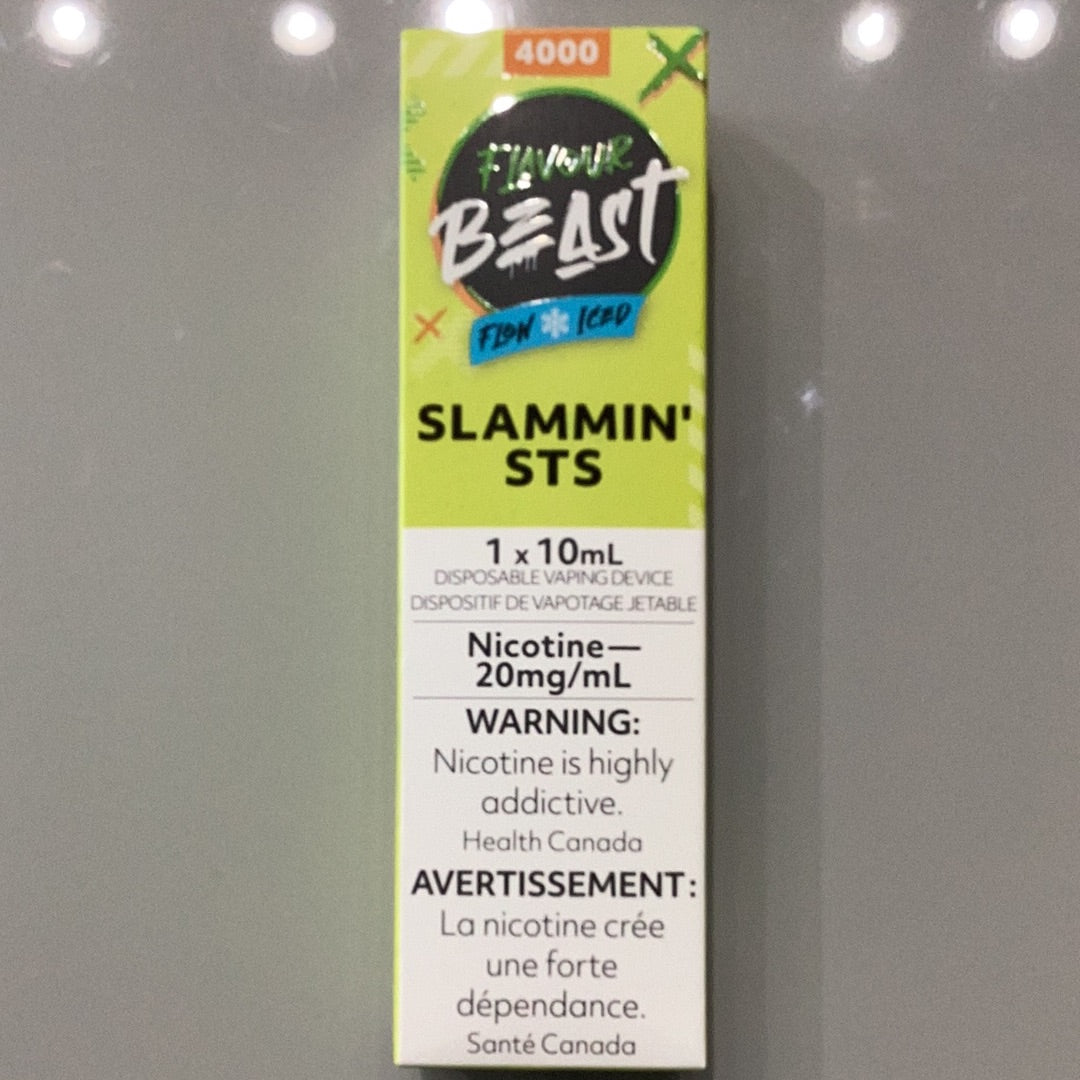 4000
FLAVOUR
BEAST
FLOW ICED
SLAMMIN'
STS
1 x 10mL
DISPOSABLE VAPING DEVICE
DISPOSITIF DE VAPOTAGE JETABLE
Nicotine—
20mg/mL
WARNING:
Nicotine is highly
addictive.
Health Canada
AVERTISSEMENT:
La nicotine crée
une forte
dépendance.
Santé Canada